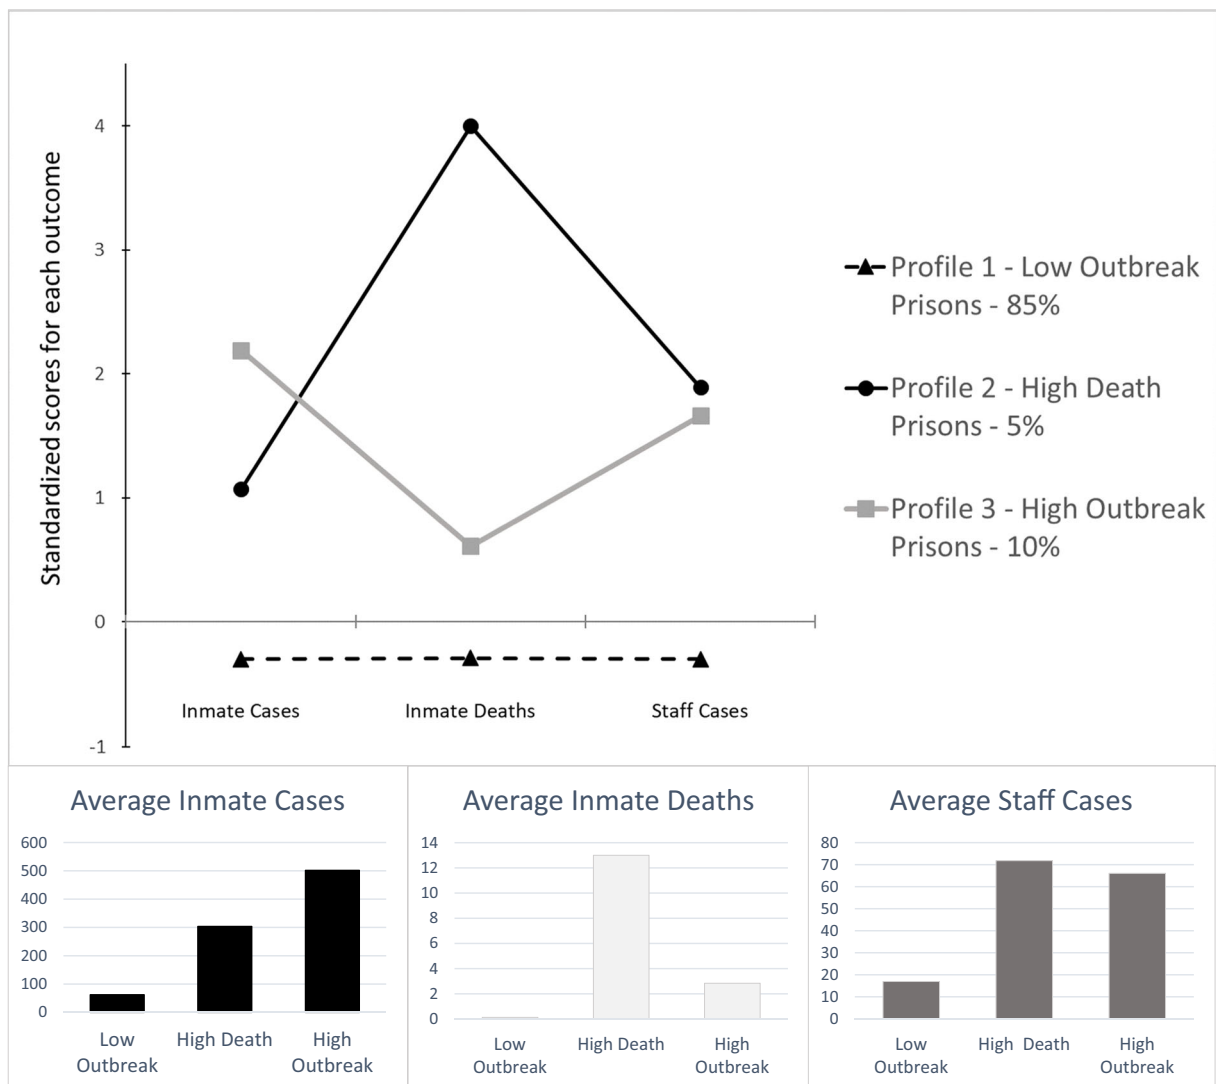 Standardized scores for each outcome
4
3
2
1
0
-1
Inmate Cases
Inmate Deaths
Staff Cases
Profile 1 - Low Outbreak
Prisons - 85%
Profile 2 - High Death
Prisons - 5%
Profile 3 - High Outbreak
Prisons - 10%
Average Inmate Cases
600
500
400
300
200
100
0
Low
Outbreak
High Death
High
Outbreak
Average Inmate Deaths
14
12
10
8
6
4
2
0
Low
Outbreak
High Death
High
Outbreak
Average Staff Cases
80
70
60
50
40
30
20
10
0
Low
Outbreak
High Death
High
Outbreak